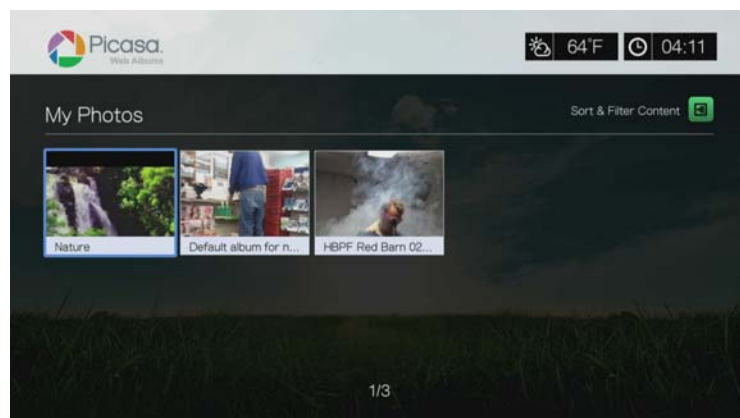 Picasa.
Web Albums
64°F
04:11
My Photos
Sort & Filter Content
Nature
Default album for n...
HBPF Red Barn 02...
1/3